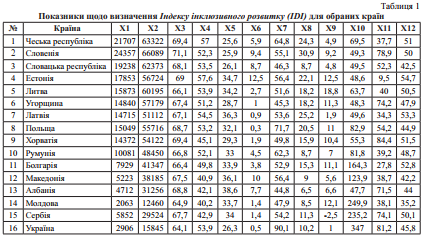 Таблиця 1
Показники щодо визначення Індексу інклюзивного розвитку (IDI) для обраних країн
Країна X1 X2 X3 X4 X5 X6 X7 X8 X9 X10 X11 X12
1 Чеська республіка 21707 63322 69,4 57 25,6 5,9 64,8 24,3 4,9 69,5 37,7 51
2 Словенія 24357 66089 71,1 52,3 25,9 9,4 55,1 30,9 9,2 49,3 78,9 50
3 Словацька республіка 19238 62373 68,1 53,5 26,1 8,7 46,3 8,7 4,8 49,5 52,3 42,5
4 Естонія 17853 56724 69 57,6 34,7 12,5 56,4 22,1 12,5 48,6 9,5 54,7
5 Литва 15873 60195 66,1 53,9 34,2 2,7 51,6 18,2 18,8 63,7 40 50,5
6 Угорщина 14840 57179 67,4 51,2 28,7 1 45,3 18,2 11,3 48,3 74,2 47,9
7 Латвія 14715 51112 67,1 54,5 36,3 0,9 53,6 25,2 1,9 49,6 34,3 53,3
8 Польща 15049 55716 68,7 53,2 32,1 0,3 71,7 20,5 11 82,9 54,2 44,9
9 Хорватія 14372 54122 69,4 45,1 29,3 1,9 49,8 15,9 10,4 55,3 84,4 51,5
10 Румунія 10081 48450 66,8 52,1 33 4,5 62,3 8,7 7 81,8 39,2 48,7
11 Болгарія 7929 41347 66,4 49,8 33,9 3,8 52,9 15,3 11,1 164,3 27,8 52,8
12 Македонія 5223 38185 67,5 40,9 36,1 10 56,4 9 5,6 123,9 38,7 42,2
13 Албанія 4712 31256 68,8 42,1 38,6 7,7 44,8 6,5 6,6 47,7 71,5 44
14 Молдова 2063 12460 64,9 40,2 33,7 1,4 47,9 10 8,5 12,1 249,9 38,1 35,2
15 Сербія 5852 29524 67,7 42,9 34 1,4 54,2 11,3 -2,5 235,2 74,1 50,1
16 Україна 2906 15845 64,1 53,9 26,3 0,5 90,1 10,2 1 347 81,2 45,8